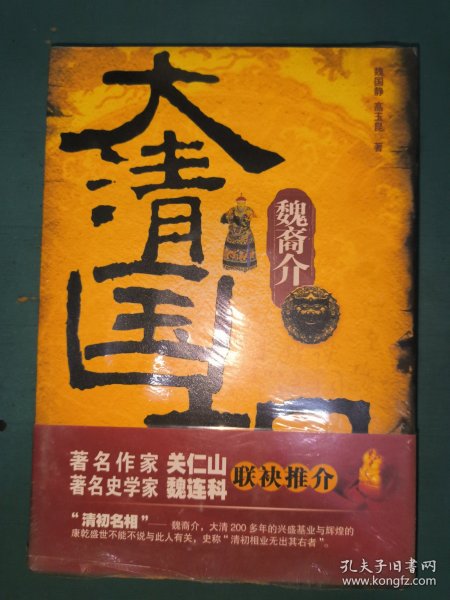 大清国相
魏裔介
魏国静 高玉昆 著
著名作家 关仁山
著名史学家 魏连科
联袂推介
“清初名相”——魏裔介，大清200多年的兴盛基业与辉煌的
康乾盛世不能不说与此人有关，史称“清初相业无出其右者”。
孔夫子旧书网
www.kongfz.com